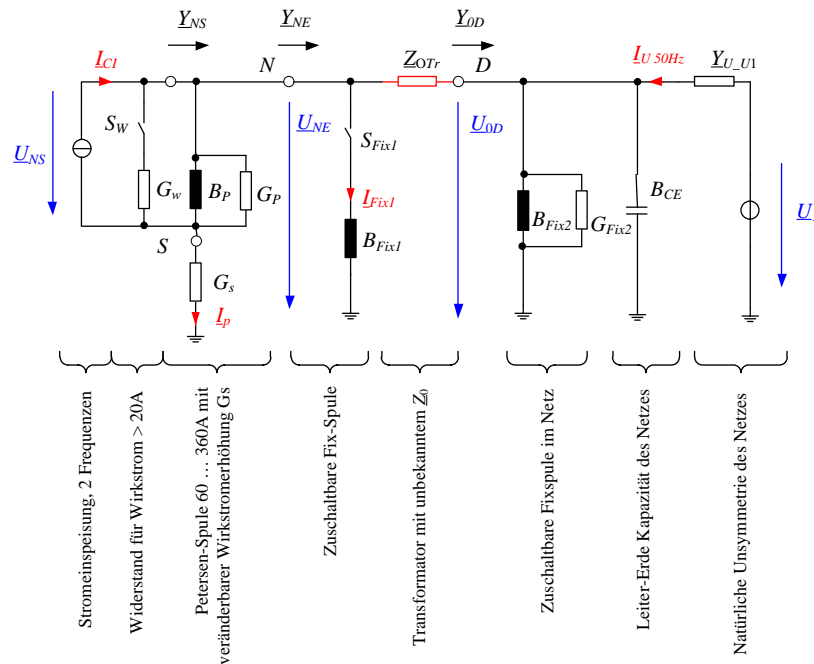 Y_NS
Y_NE
Y_0D
I_CI
N
Z_OTr
D
I_U 50Hz
Y_U_U1
S_W
U_NS
U_NE
S_Fix1
U_0D
G_w
B_P
G_P
I_Fix1
B_Fix2
G_Fix2
B_CE
U
S
B_Fix1
G_s
I_p
Stromeinspeisung, 2 Frequenzen
Widerstand für Wirkstrom > 20A
Petersen-Spule 60 … 360A mit
veränderbarer Wirkstromerhöhung Gs
Zuschaltbare Fix-Spule
Transformator mit unbekanntem Z_0
Zuschaltbare Fixspule im Netz
Leiter-Erde Kapazität des Netzes
Natürliche Unsymmetrie des Netzes